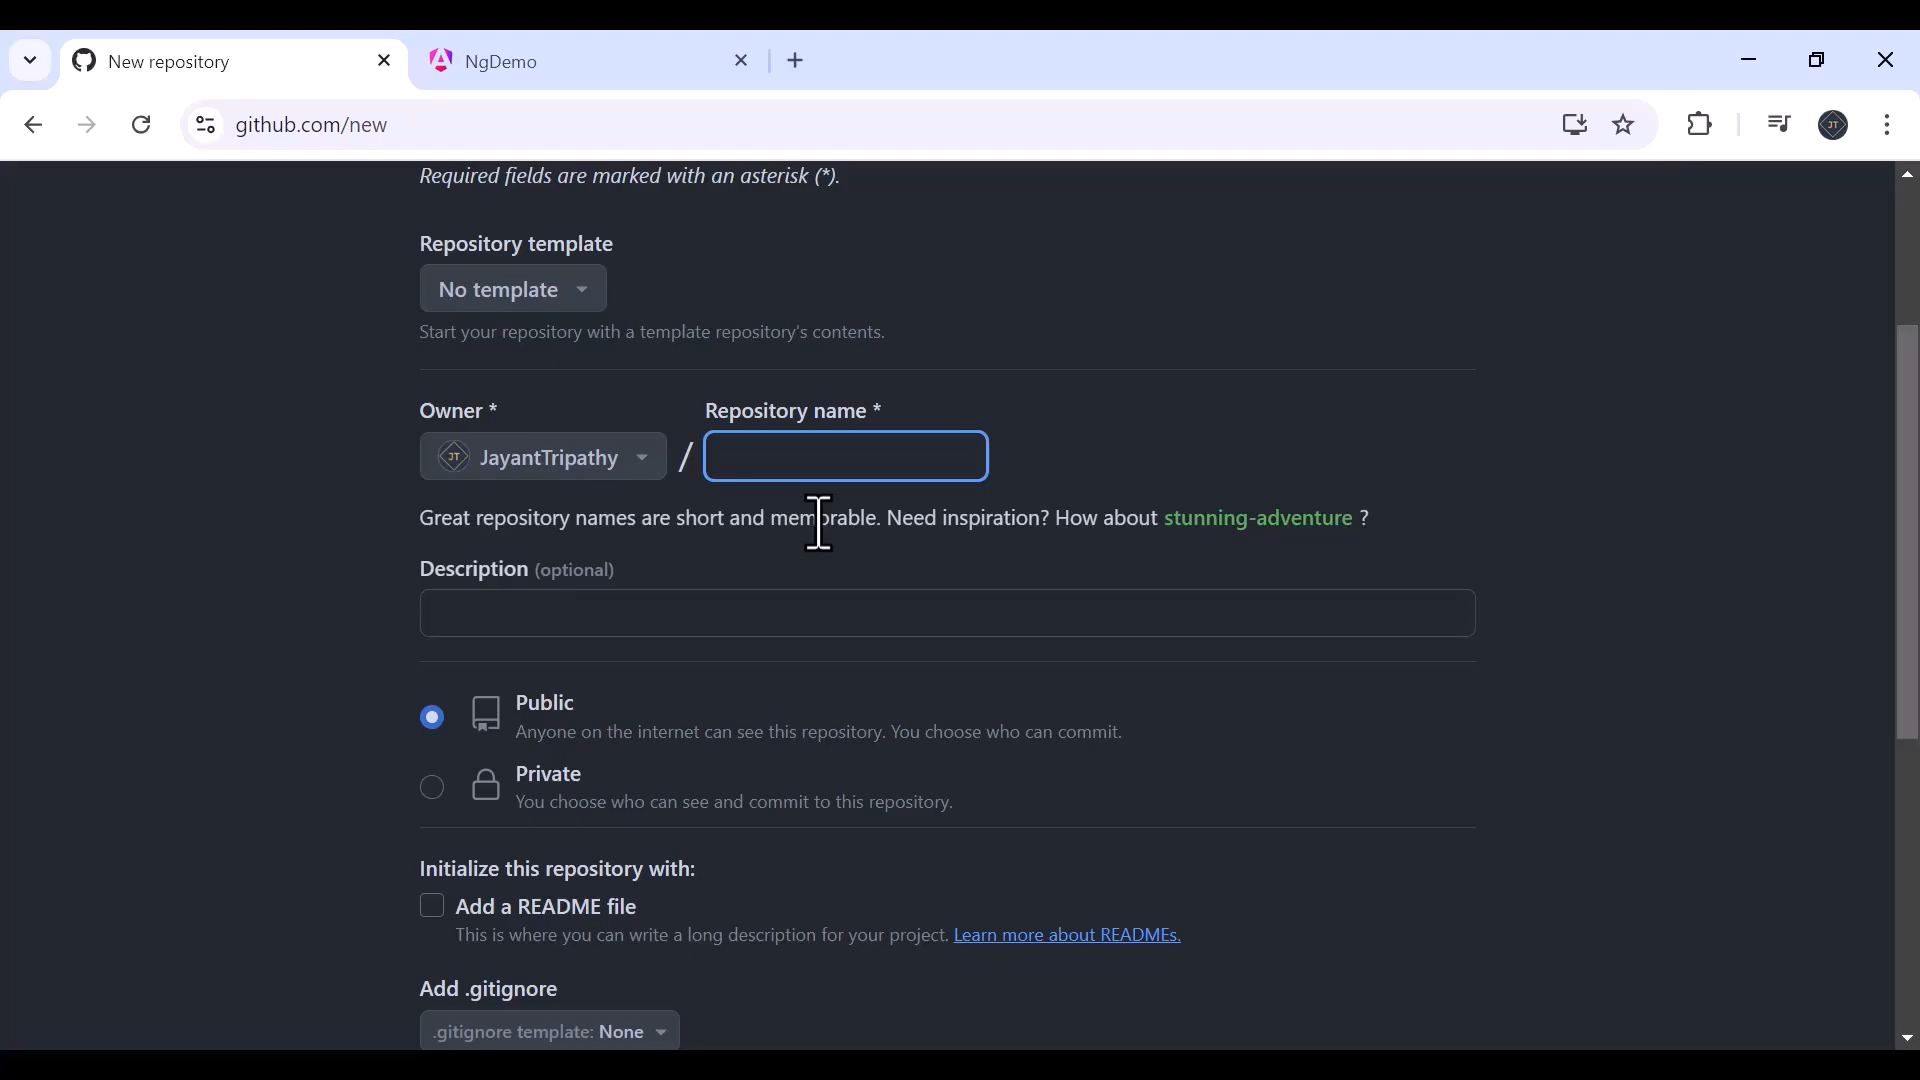 New repository
NgDemo
github.com/new
JT
Required fields are marked with an asterisk (*).
Repository template
No template
Start your repository with a template repository's contents.
Owner *
Repository name *
JT JayantTripathy /
Great repository names are short and memorable. Need inspiration? How about stunning-adventure ?
Description (optional)
Public
Anyone on the internet can see this repository. You choose who can commit.
Private
You choose who can see and commit to this repository.
Initialize this repository with:
Add a README file
This is where you can write a long description for your project. Learn more about READMEs.
Add .gitignore
.gitignore template: None